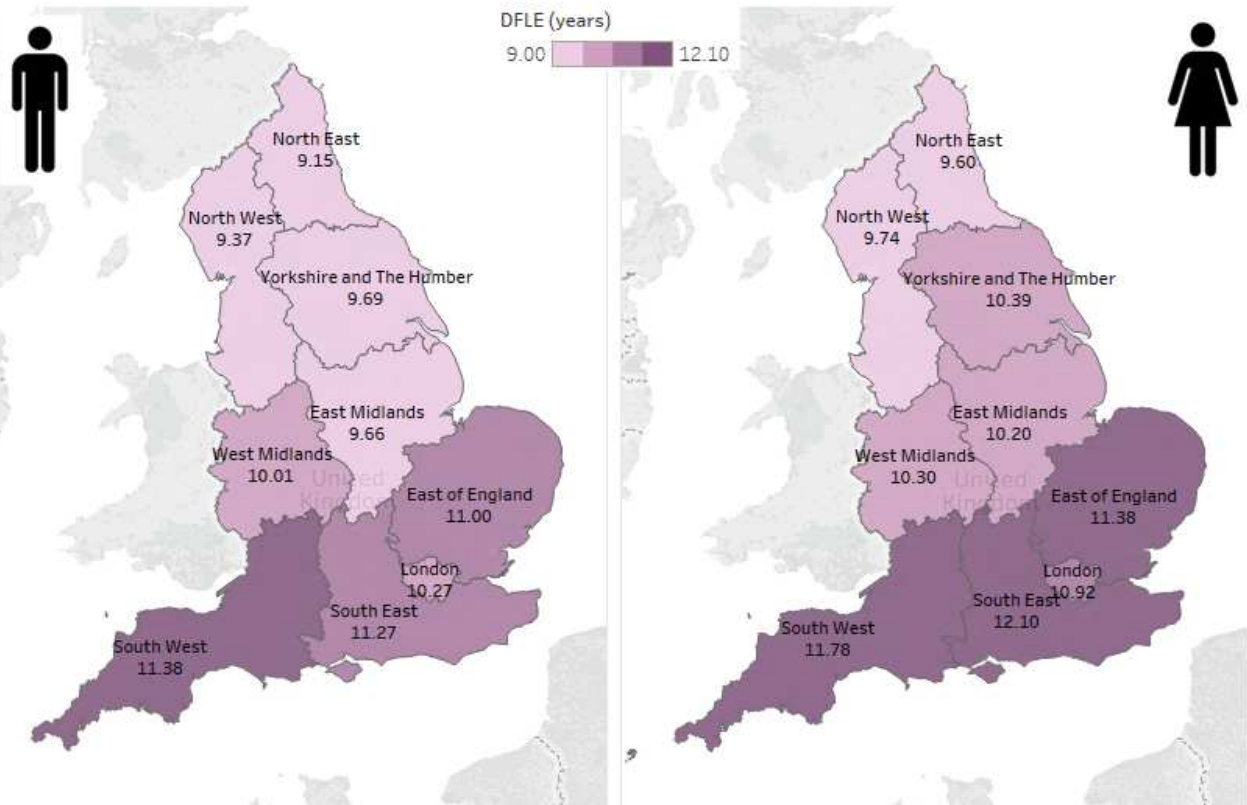 DFLE (years)
9.00 12.10
North East
9.15
North West
9.37
Yorkshire and The Humber
9.69
East Midlands
9.66
West Midlands
10.01
United
Kingdom
East of England
11.00
London
10.27
South East
11.27
South West
11.38
North East
9.60
North West
9.74
Yorkshire and The Humber
10.39
East Midlands
10.20
West Midlands
10.30
United
Kingdom
East of England
11.38
London
10.92
South East
12.10
South West
11.78